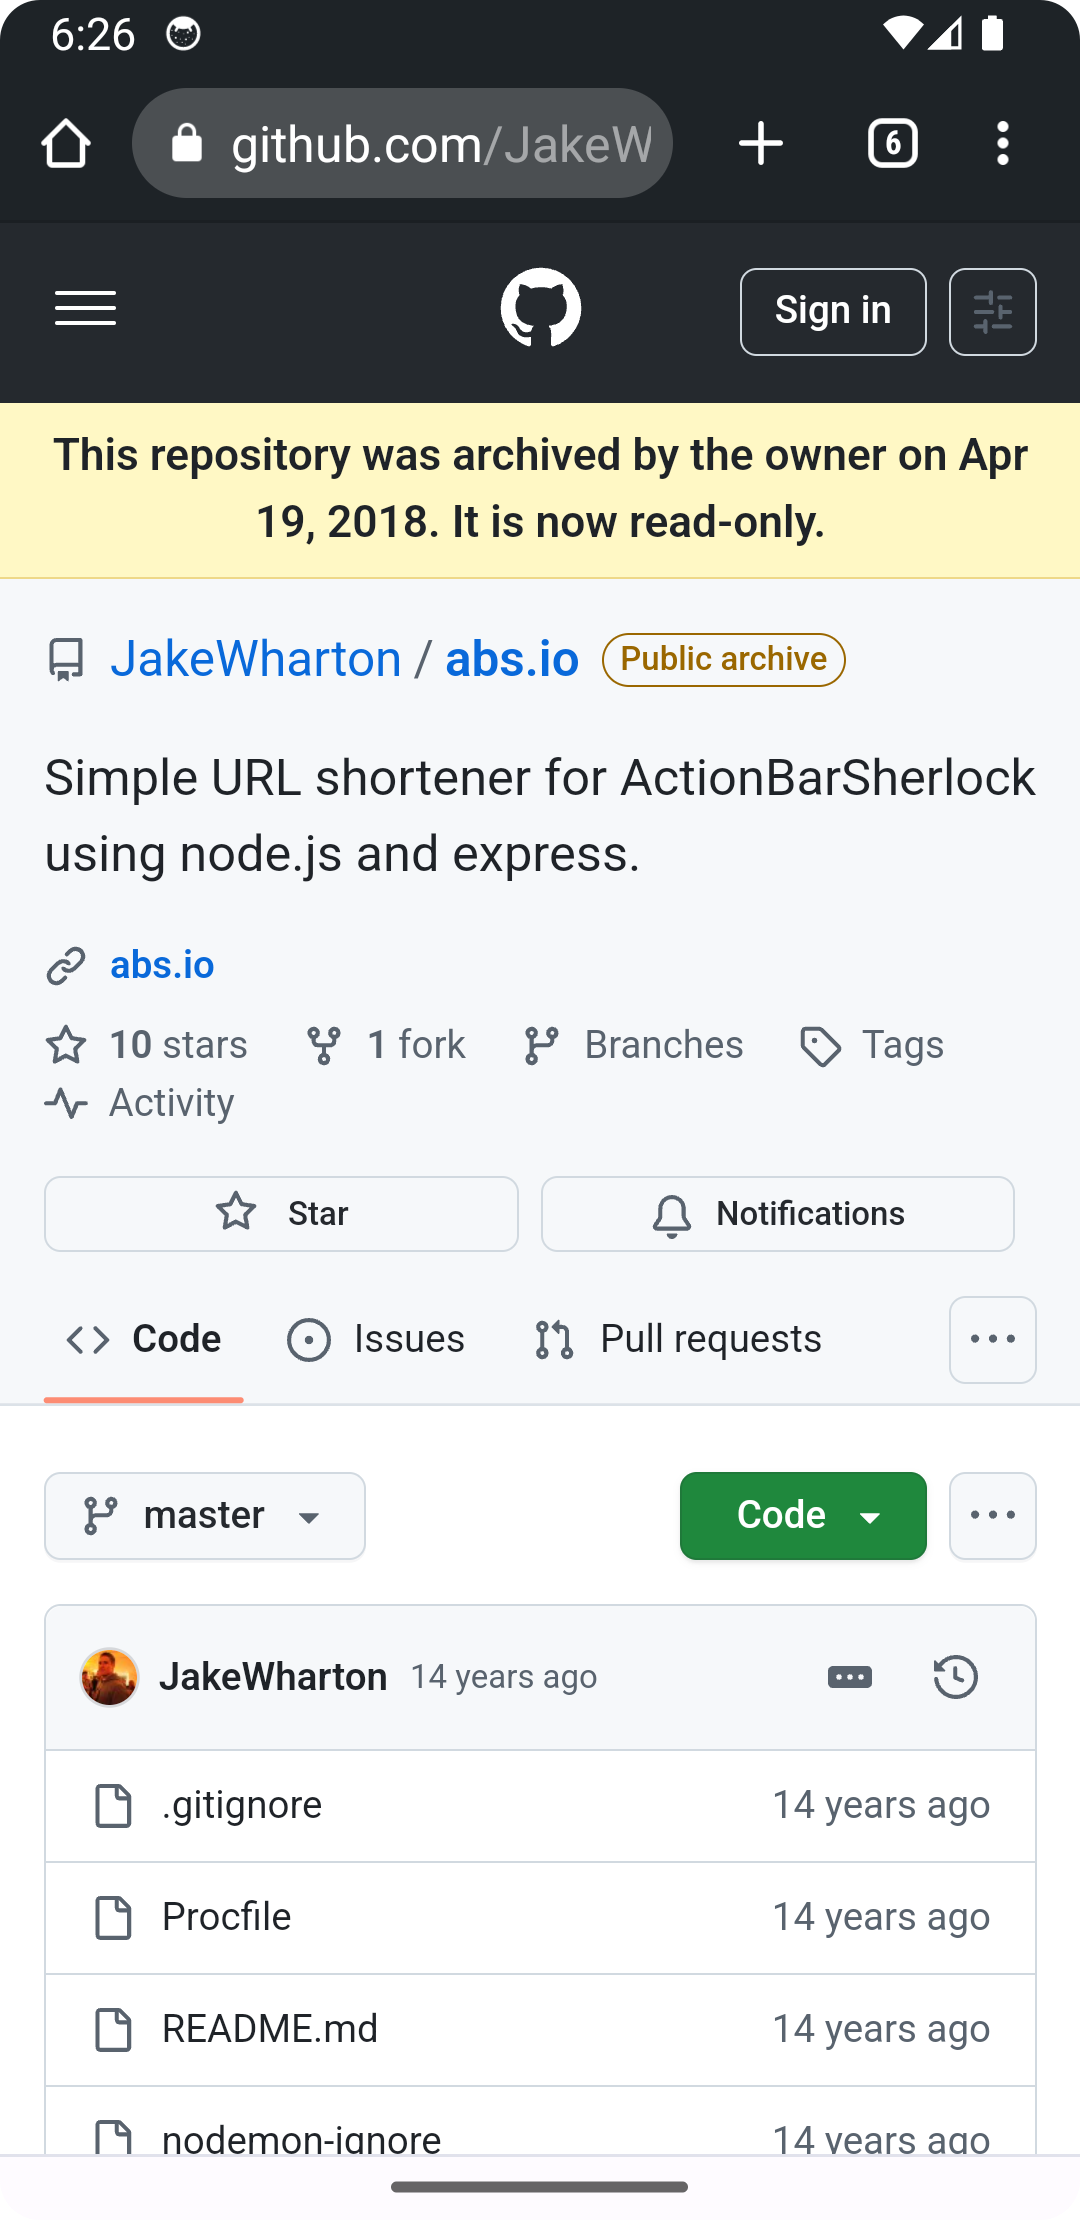 6:26
github.com/JakeW
6
Sign in
This repository was archived by the owner on Apr
19, 2018. It is now read-only.
JakeWharton / abs.io Public archive
Simple URL shortener for ActionBarSherlock
using node.js and express.
abs.io
10 stars 1 fork Branches Tags
Activity
Star Notifications
Code Issues Pull requests
master Code
JakeWharton 14 years ago
.gitignore 14 years ago
Procfile 14 years ago
README.md 14 years ago
nodemon-ignore 14 years ago